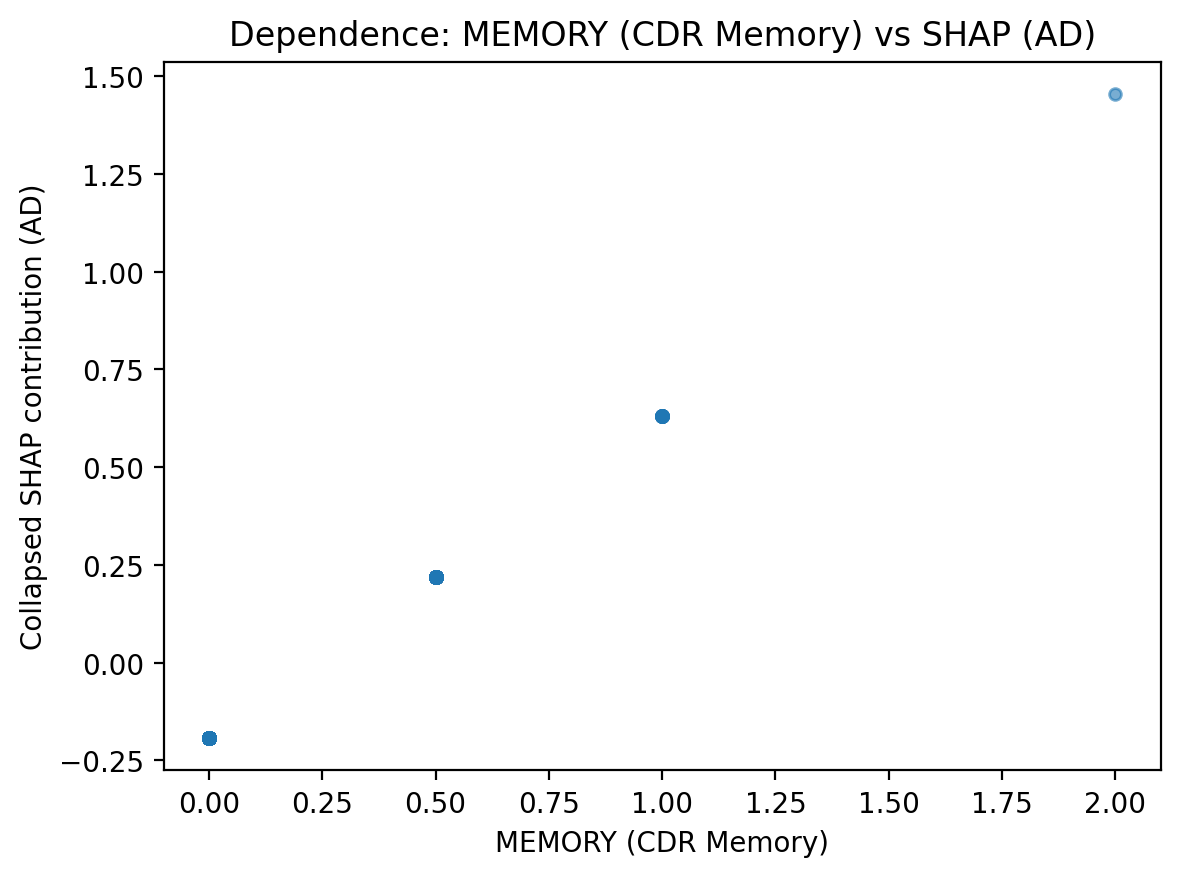 Dependence: MEMORY (CDR Memory) vs SHAP (AD)
Collapsed SHAP contribution (AD)
1.50
1.25
1.00
0.75
0.50
0.25
0.00
−0.25
0.00 0.25 0.50 0.75 1.00 1.25 1.50 1.75 2.00
MEMORY (CDR Memory)